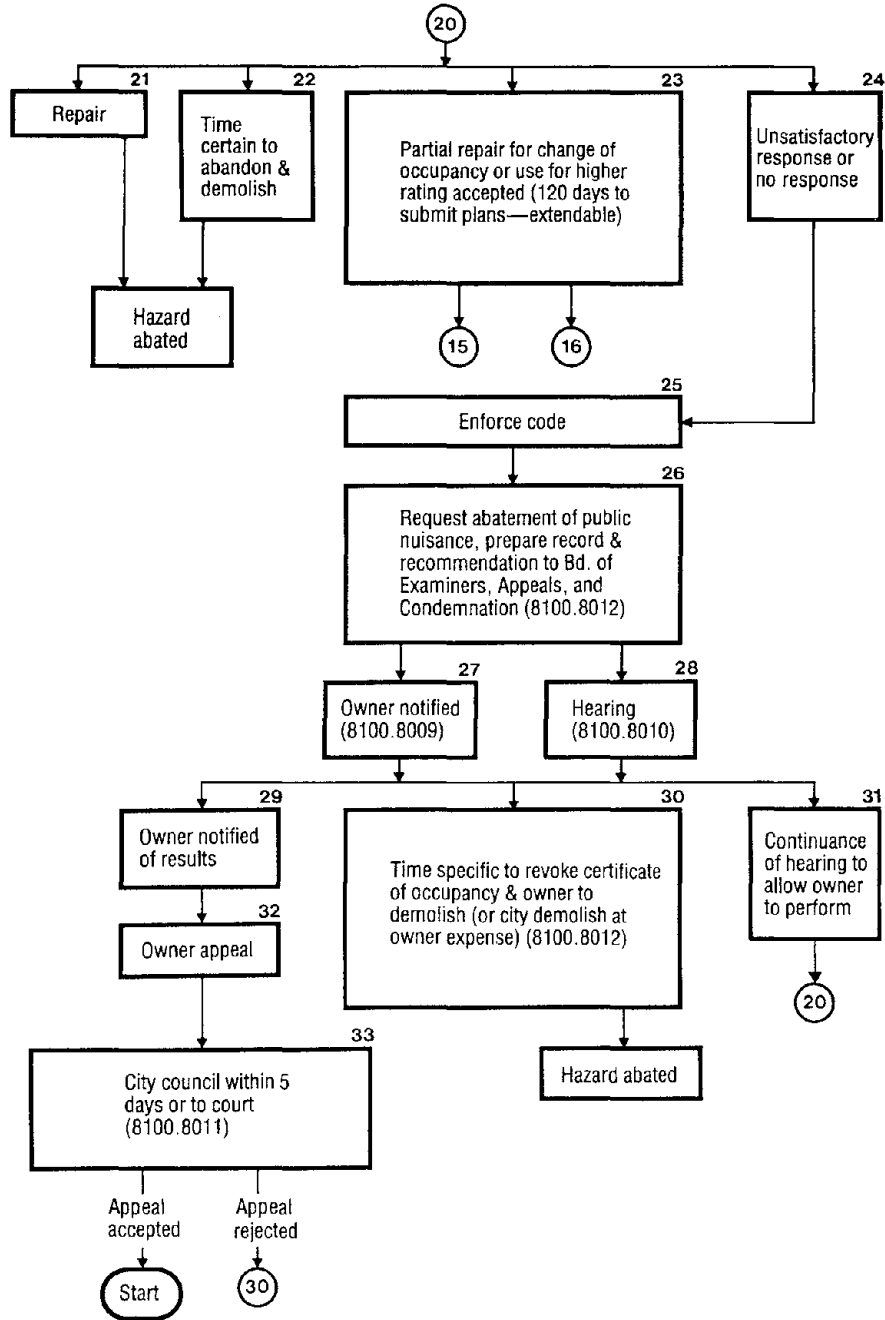 20
21
Repair
22
Time
certain to
abandon &
demolish
23
Partial repair for change of
occupancy or use for higher
rating accepted (120 days to
submit plans—extendable)
24
Unsatisfactory
response or
no response
Hazard
abated
15
16
25
Enforce code
26
Request abatement of public
nuisance, prepare record &
recommendation to Bd. of
Examiners, Appeals, and
Condemnation (8100.8012)
27
Owner notified
(8100.8009)
28
Hearing
(8100.8010)
29
Owner notified
of results
30
Time specific to revoke certificate
of occupancy & owner to
demolish (or city demolish at
owner expense) (8100.8012)
31
Continuance
of hearing to
allow owner
to perform
32
Owner appeal
20
33
City council within 5
days or to court
(8100.8011)
Hazard abated
Appeal
accepted
Appeal
rejected
Start
30